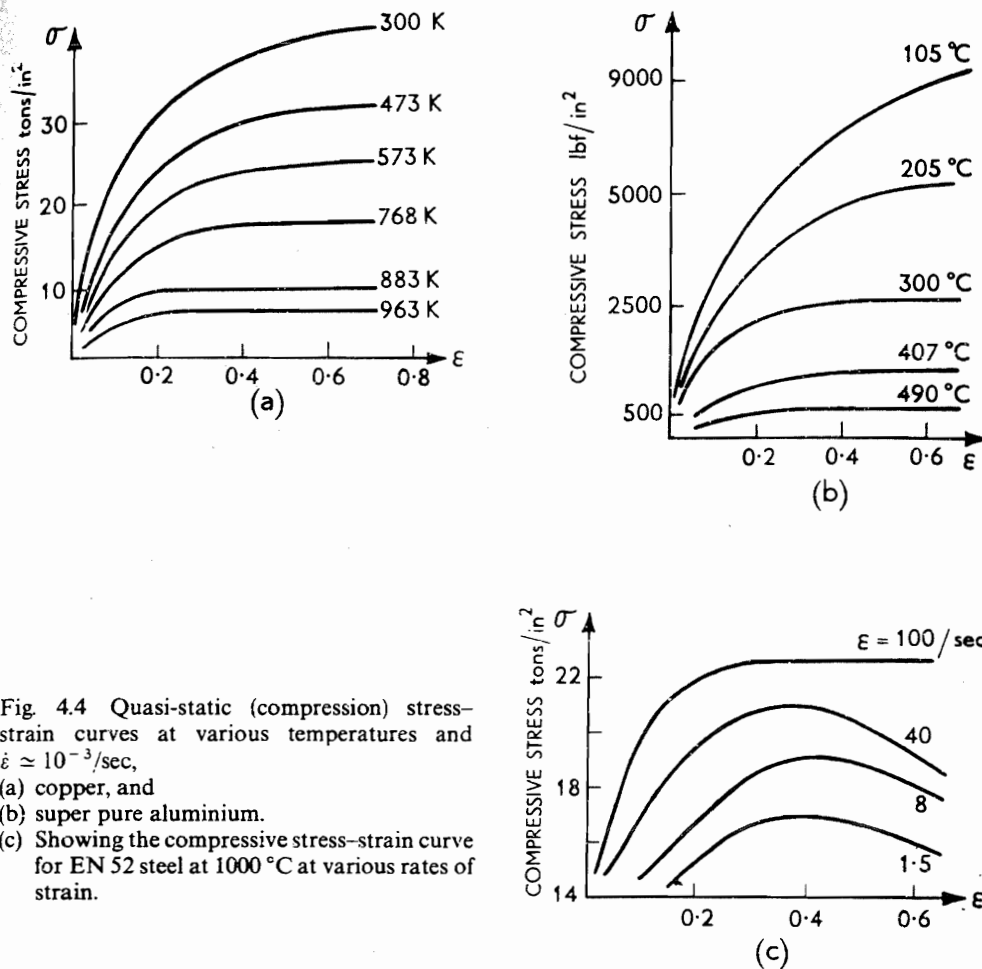 σ
COMPRESSIVE STRESS tons/in²
30
20
10
300 K
473 K
573 K
768 K
883 K
963 K
0·2 0·4 0·6 0·8 ε
(a)
σ
COMPRESSIVE STRESS lbf/in²
9000
5000
2500
500
105 °C
205 °C
300 °C
407 °C
490 °C
0·2 0·4 0·6 ε
(b)
σ
COMPRESSIVE STRESS tons/in²
22
18
14
ε = 100/sec
40
8
1·5
0·2 0·4 0·6 ε
(c)
Fig. 4.4 Quasi-static (compression) stress–
strain curves at various temperatures and
ε̇ ≃ 10⁻³/sec,
(a) copper, and
(b) super pure aluminium.
(c) Showing the compressive stress–strain curve
for EN 52 steel at 1000 °C at various rates of
strain.